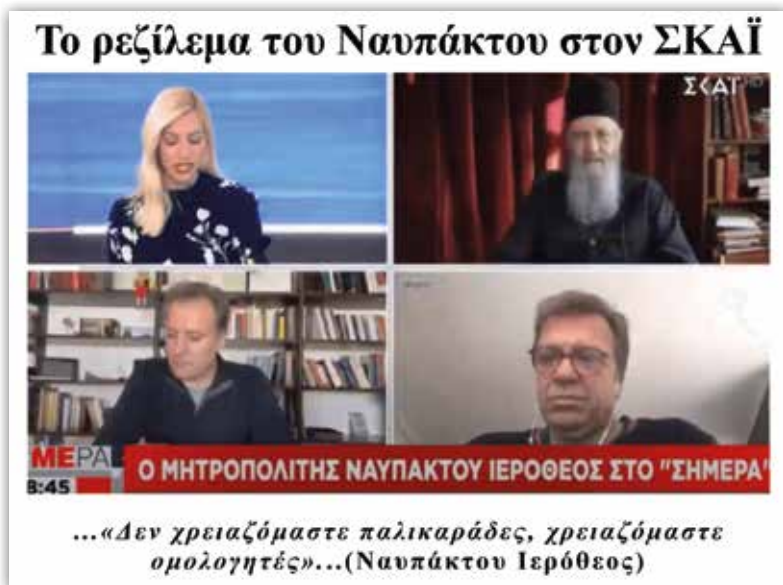 Το ρεζίλεμα του Ναυπάκτου στον ΣΚΑΪ
ΣΚΑΪ HD
ΜΕΡΑ
8:45
Ο ΜΗΤΡΟΠΟΛΙΤΗΣ ΝΑΥΠΑΚΤΟΥ ΙΕΡΟΘΕΟΣ ΣΤΟ "ΣΗΜΕΡΑ"
...«Δεν χρειαζόμαστε παλικαράδες, χρειαζόμαστε
ομολογητές»...(Ναυπάκτου Ιερόθεος)